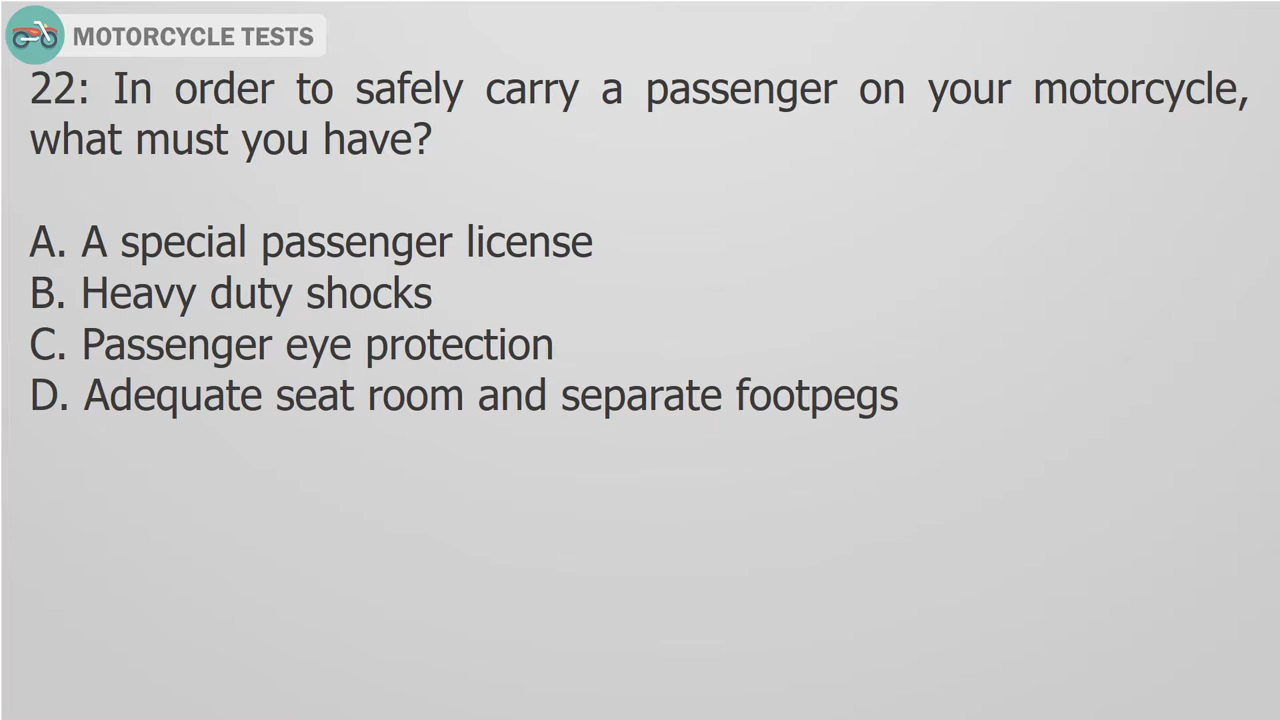 MOTORCYCLE TESTS
22: In order to safely carry a passenger on your motorcycle,
what must you have?
A. A special passenger license
B. Heavy duty shocks
C. Passenger eye protection
D. Adequate seat room and separate footpegs